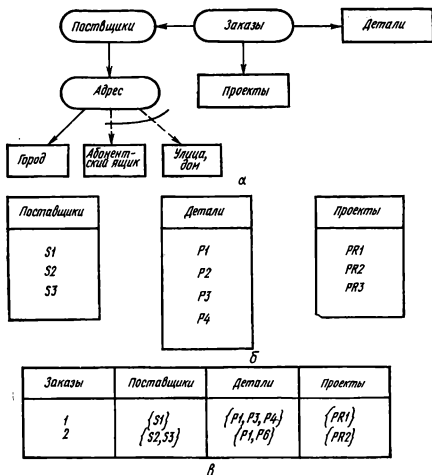 Поствщики
Заказы
Детали
Адрес
Проекты
Город
Абонент-
ский ящик
Улица,
дом
а
Поставщики
S1
S2
S3
Детали
P1
P2
P3
P4
Проекты
PR1
PR2
PR3
б
Заказы Поставщики Детали Проекты
1 {S1} {P1, P3, P4} {PR1}
2 {S2,S3} {P1, P6} {PR2}
в